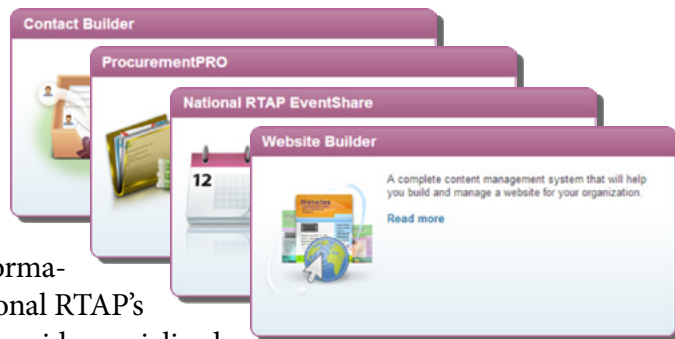 Contact Builder
ProcurementPRO
National RTAP EventShare
12
Website Builder
Websites
A complete content management system that will help
you build and manage a website for your organization.
Read more
orma-
onal RTAP's